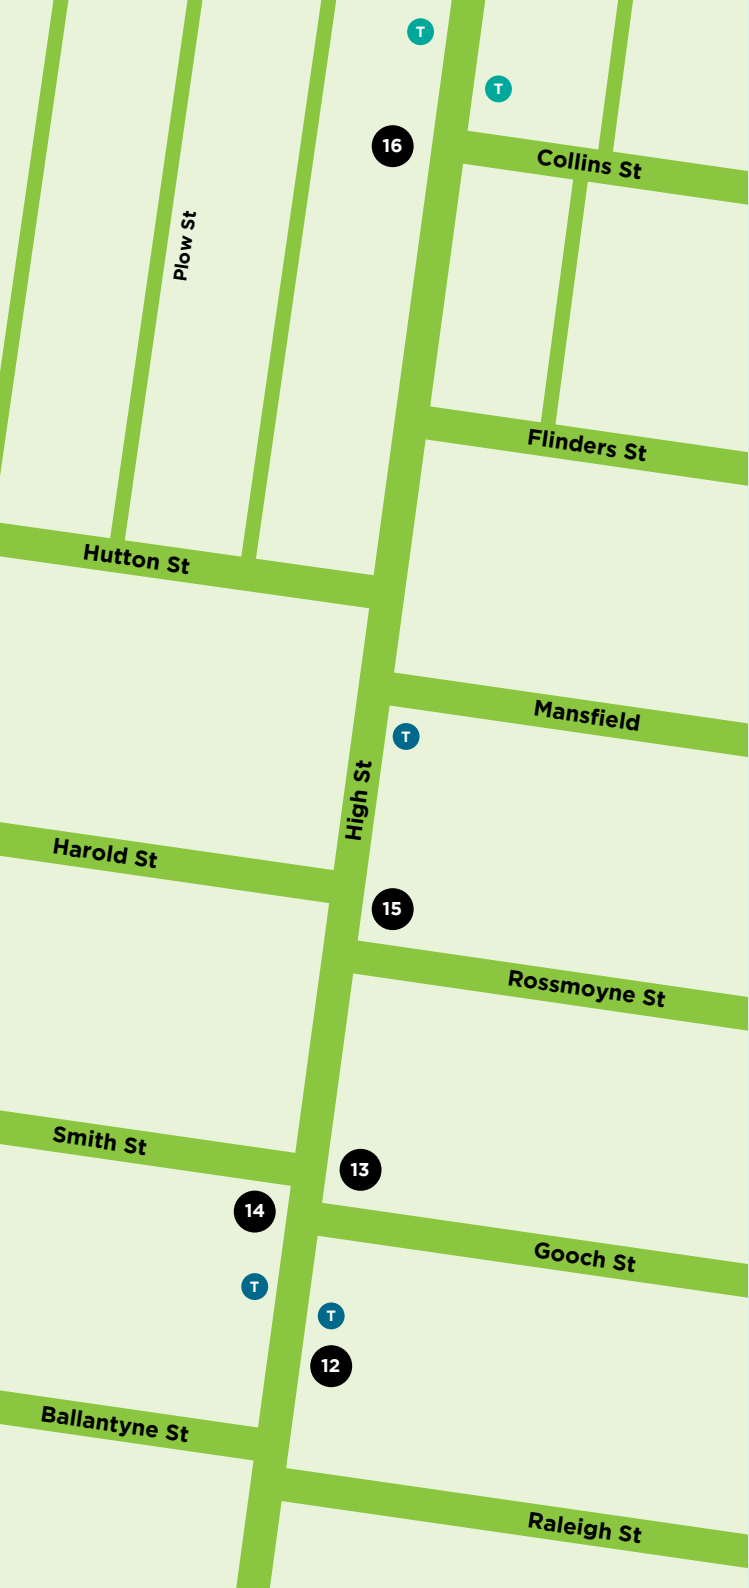 T
T
16
Collins St
Plow St
Flinders St
Hutton St
Mansfield
T
High St
Harold St
15
Rossmoyne St
Smith St
13
14
Gooch St
T
T
12
Ballantyne St
Raleigh St